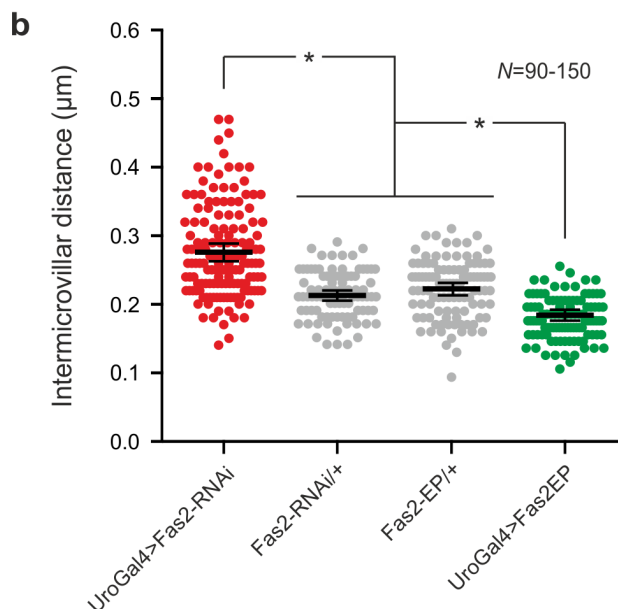 b
0.6
0.5
0.4
0.3
0.2
0.1
0.0
Intermicrovillar distance (μm)
*
*
N=90-150
UroGal4>Fas2-RNAi
Fas2-RNAi/+
Fas2-EP/+
UroGal4>Fas2EP